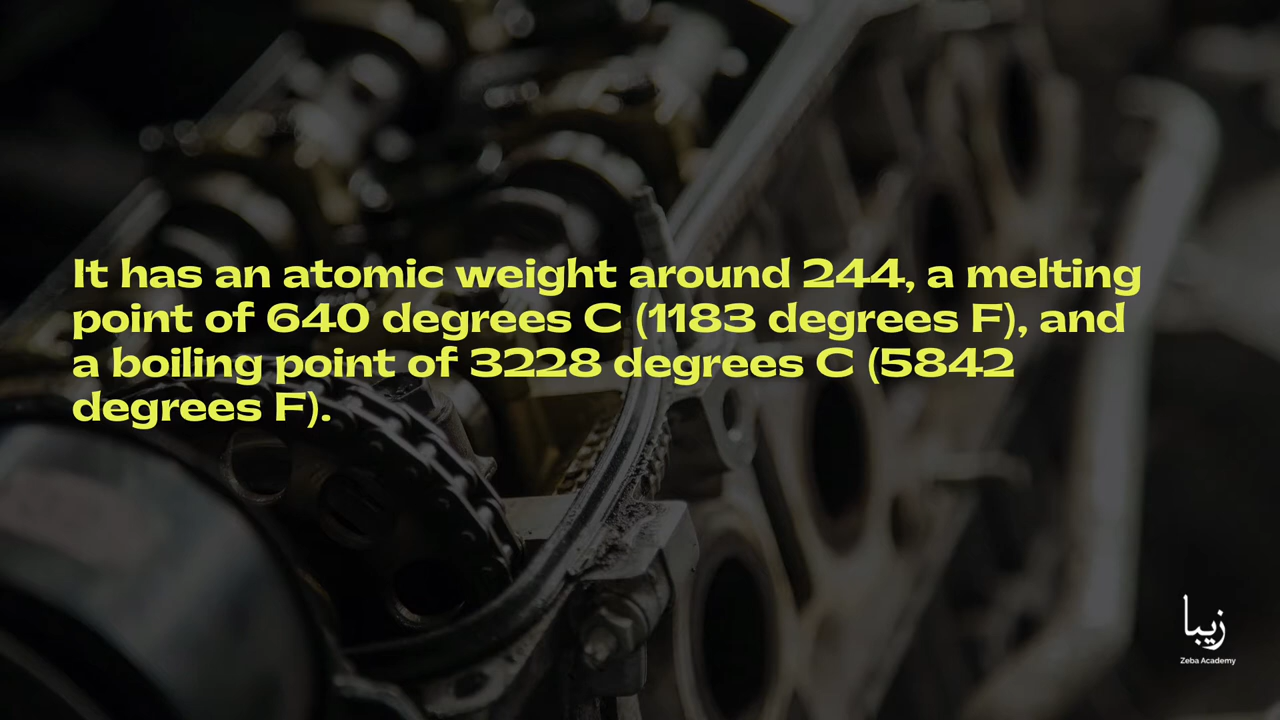 It has an atomic weight around 244, a melting
point of 640 degrees C (1183 degrees F), and
a boiling point of 3228 degrees C (5842
degrees F).
زيبا
Zeba Academy